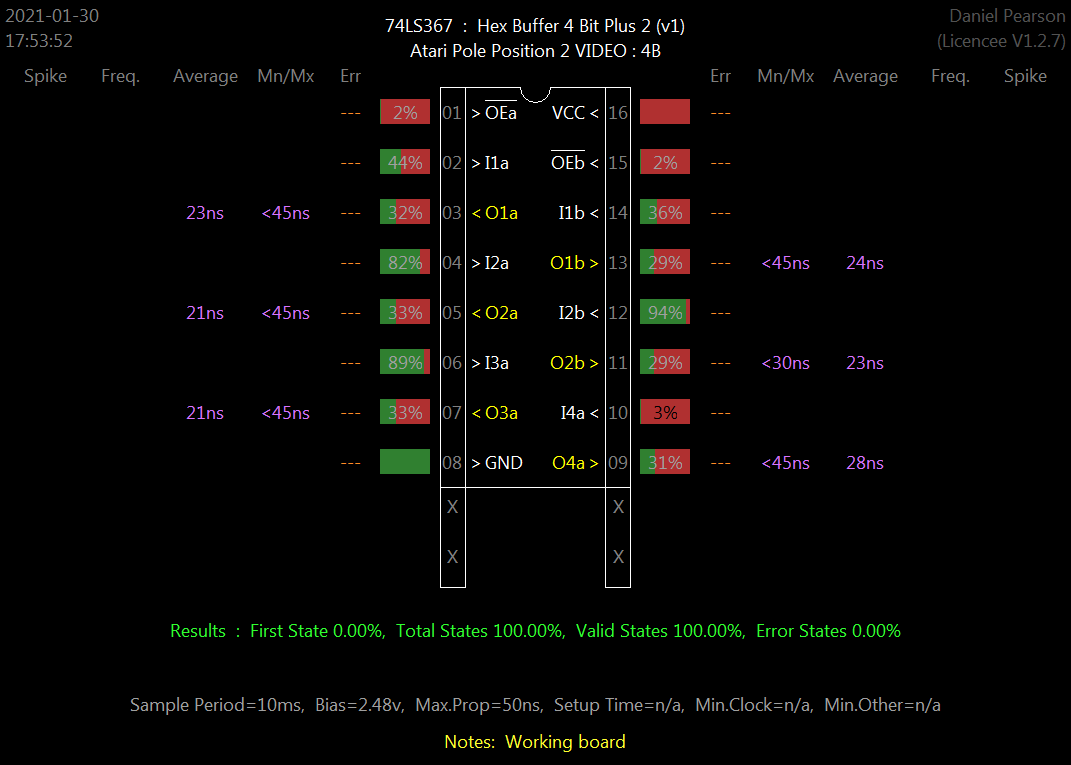 2021-01-30 74LS367 : Hex Buffer 4 Bit Plus 2 (v1) Daniel Pearson
17:53:52 Atari Pole Position 2 VIDEO : 4B (Licencee V1.2.7)
Spike Freq. Average Mn/Mx Err Err Mn/Mx Average Freq. Spike
--- 2% 01 > OEa VCC < 16 ---
--- 44% 02 > I1a OEb < 15 2% ---
23ns <45ns --- 32% 03 < O1a I1b < 14 36% ---
--- 82% 04 > I2a O1b > 13 29% --- <45ns 24ns
21ns <45ns --- 33% 05 < O2a I2b < 12 94% ---
--- 89% 06 > I3a O2b > 11 29% --- <30ns 23ns
21ns <45ns --- 33% 07 < O3a I4a < 10 3% ---
--- 08 > GND O4a > 09 31% --- <45ns 28ns
X X
X X
Results : First State 0.00%, Total States 100.00%, Valid States 100.00%, Error States 0.00%
Sample Period=10ms, Bias=2.48v, Max.Prop=50ns, Setup Time=n/a, Min.Clock=n/a, Min.Other=n/a
Notes: Working board